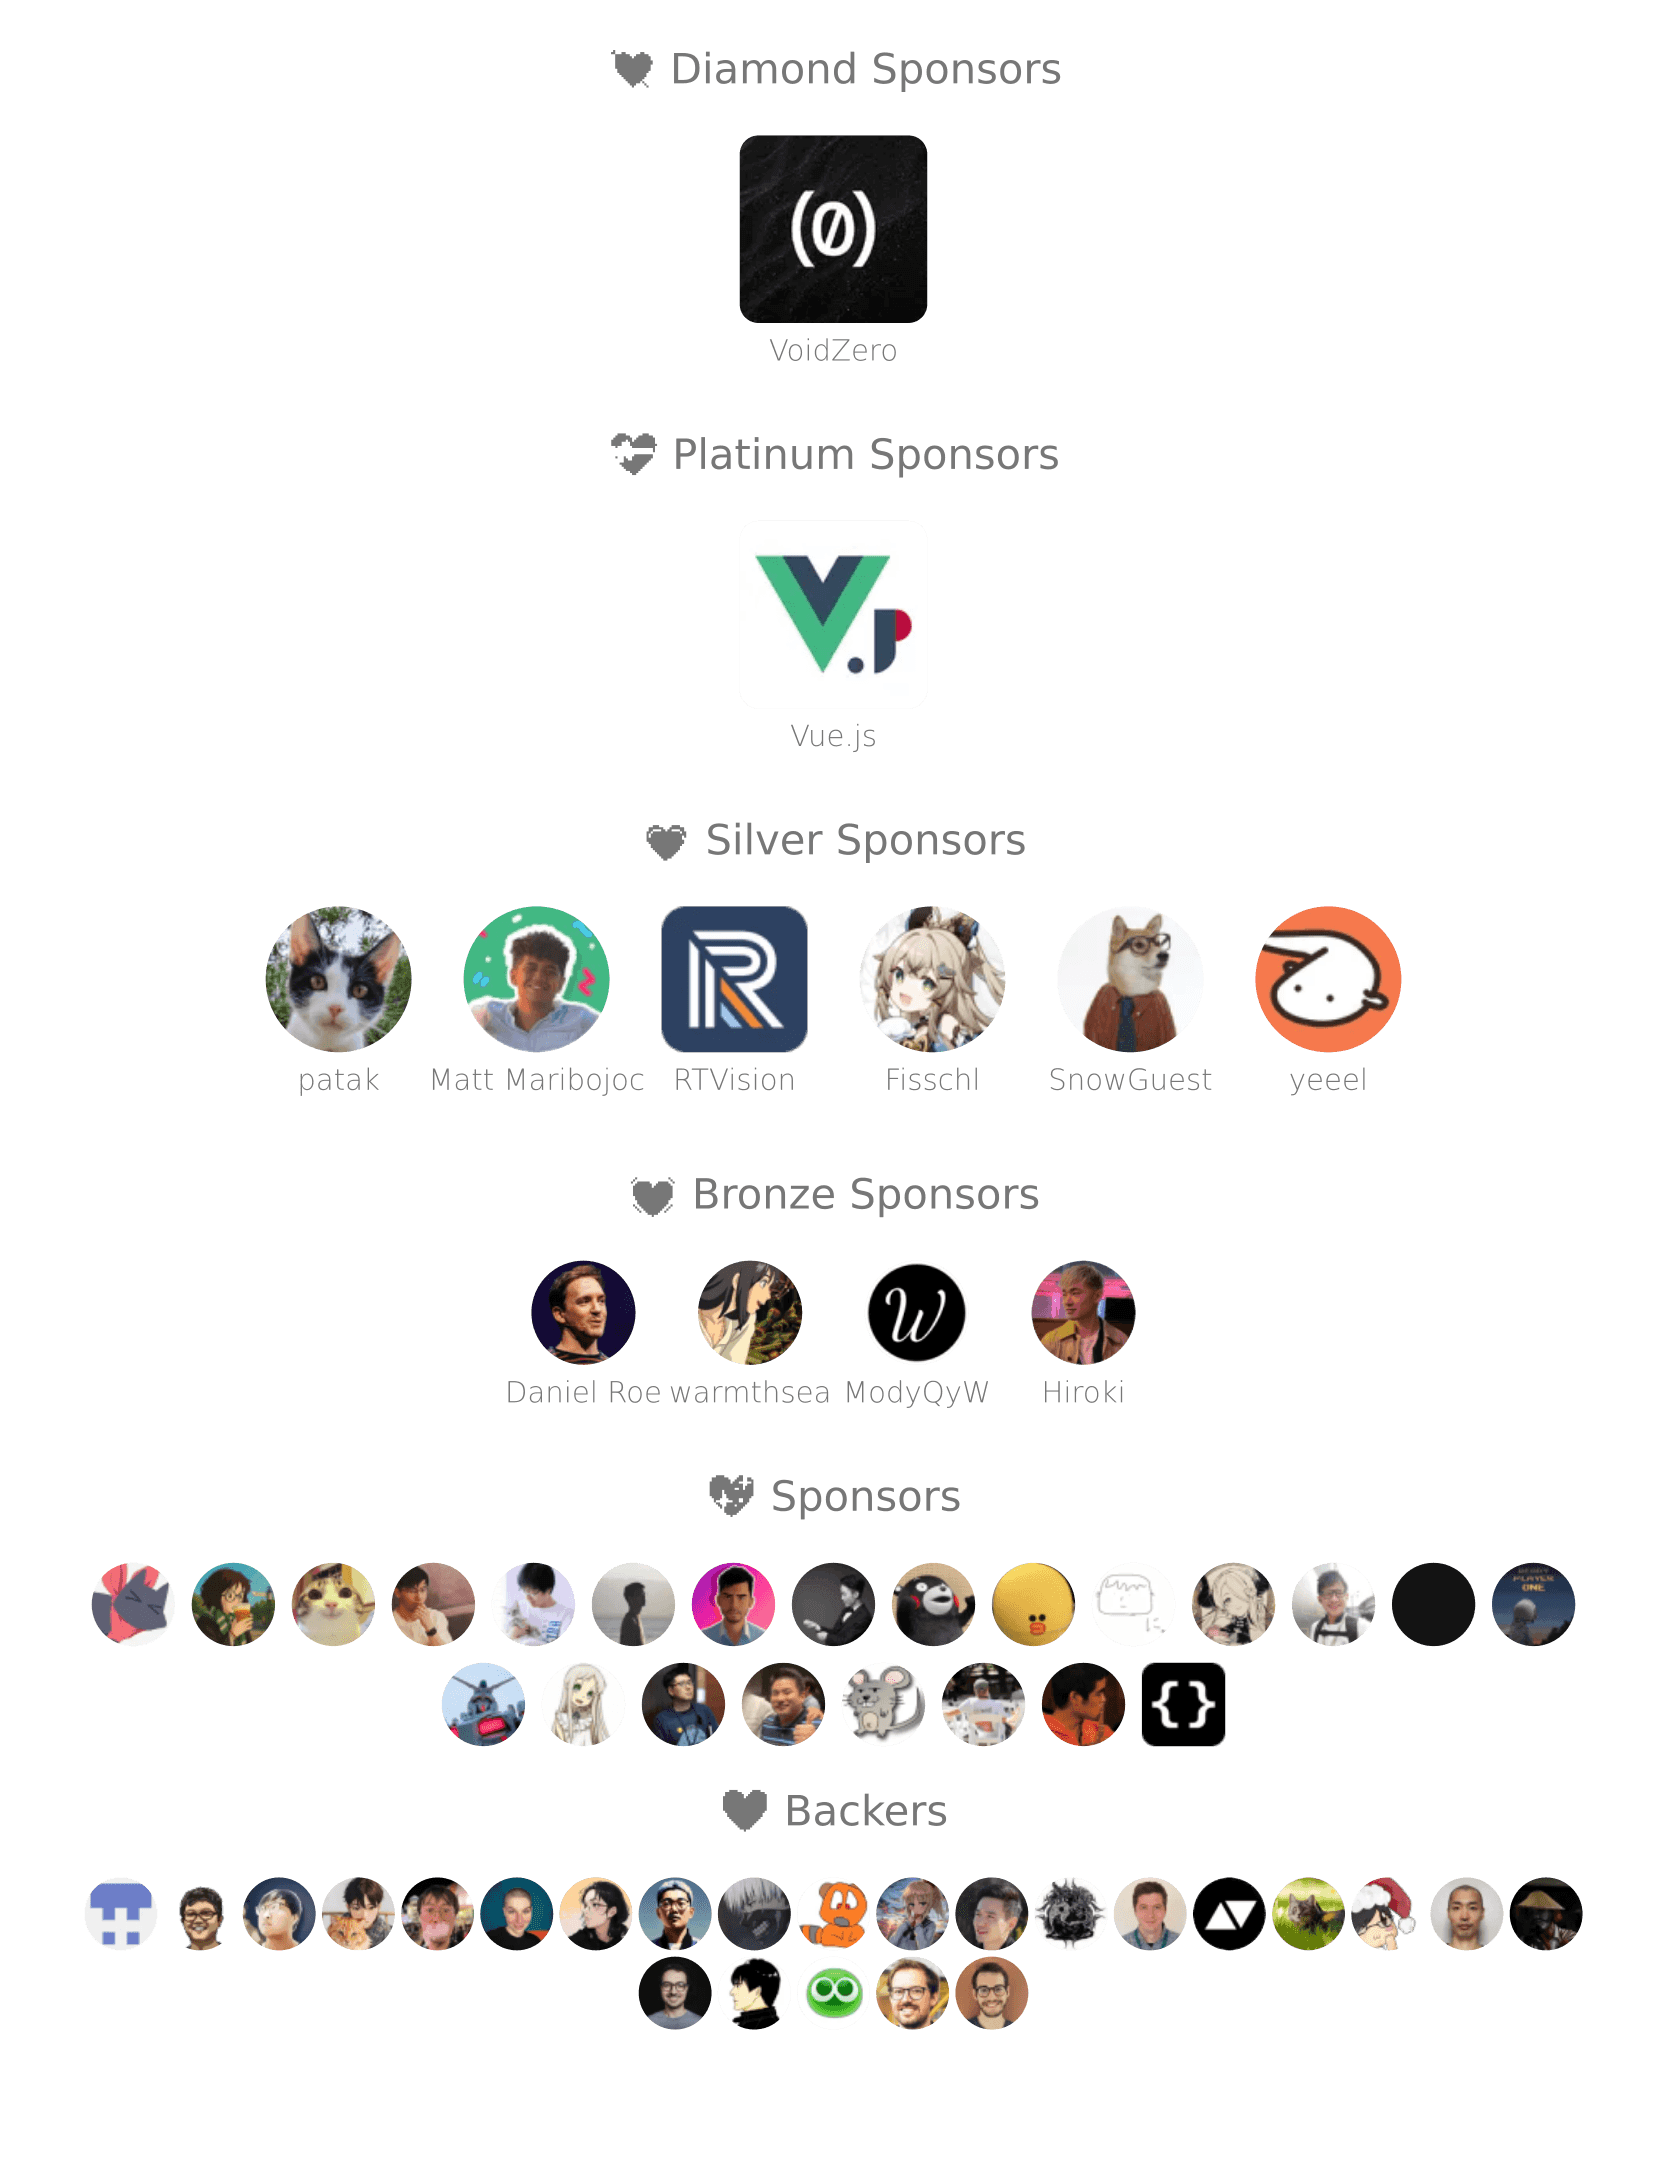 Diamond Sponsors
(0)
VoidZero
Platinum Sponsors
V.J
Vue.js
Silver Sponsors
R
patak Matt Maribojoc RTVision Fisschl SnowGuest yeeel
Bronze Sponsors
W
Daniel Roe warmthsea ModyQyW Hiroki
Sponsors
READY
PLAYER
ONE
{}
Backers